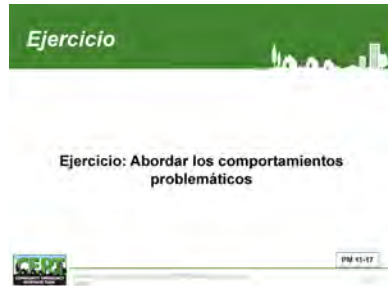 Ejercicio
Ejercicio: Abordar los comportamientos
problemáticos
PM 11-17
CERT